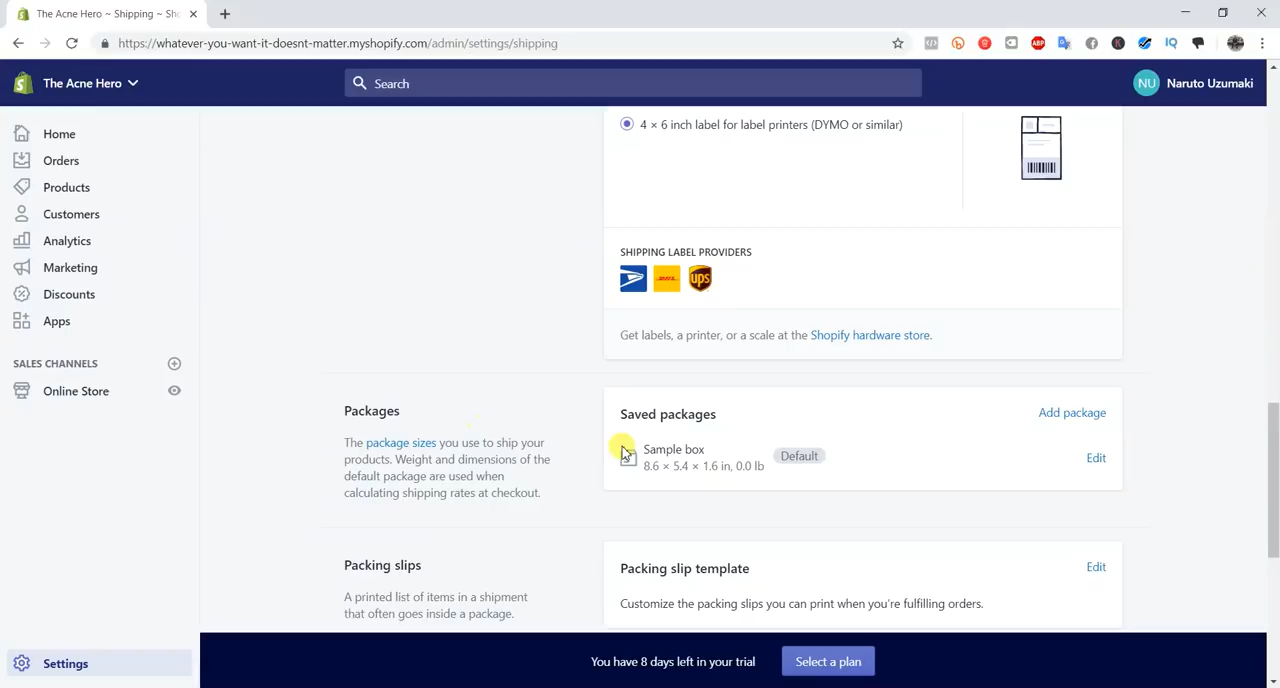 The Acne Hero ~ Shipping ~ Sho
https://whatever-you-want-it-doesnt-matter.myshopify.com/admin/settings/shipping
ABP
K
IQ
The Acne Hero
Search
NU
Naruto Uzumaki
Home
Orders
Products
Customers
Analytics
Marketing
Discounts
Apps
SALES CHANNELS
Online Store
Settings
4 × 6 inch label for label printers (DYMO or similar)
SHIPPING LABEL PROVIDERS
DHL
ups
Get labels, a printer, or a scale at the Shopify hardware store.
Packages
The package sizes you use to ship your
products. Weight and dimensions of the
default package are used when
calculating shipping rates at checkout.
Saved packages
Add package
Sample box
8.6 × 5.4 × 1.6 in, 0.0 lb
Default
Edit
Packing slips
A printed list of items in a shipment
that often goes inside a package.
Packing slip template
Edit
Customize the packing slips you can print when you're fulfilling orders.
You have 8 days left in your trial
Select a plan